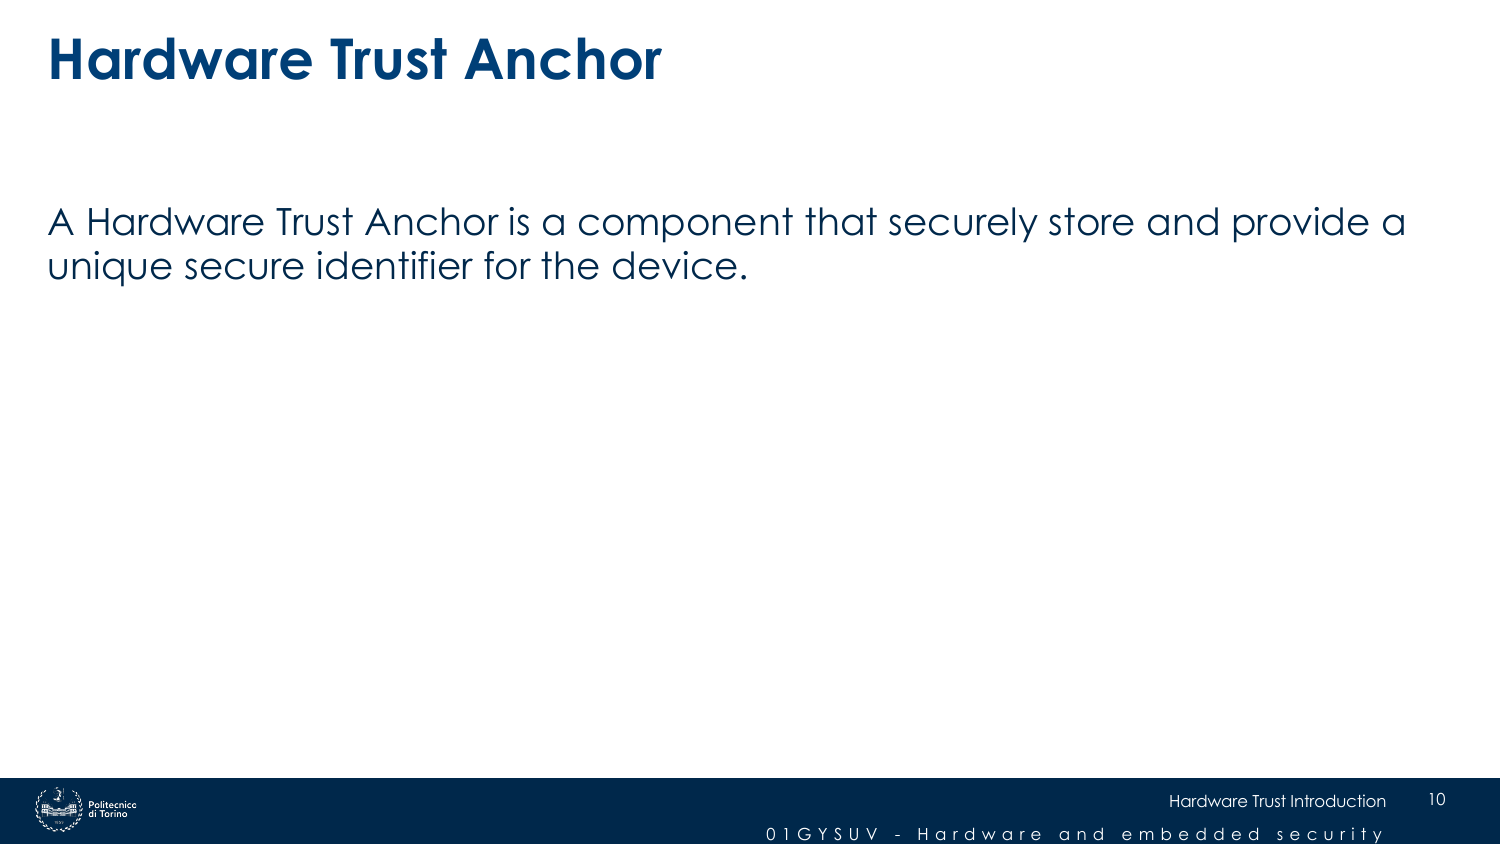 Hardware Trust Anchor
A Hardware Trust Anchor is a component that securely store and provide a
unique secure identifier for the device.
Politecnico
di Torino
Hardware Trust Introduction
10
01GYSUV - Hardware and embedded security